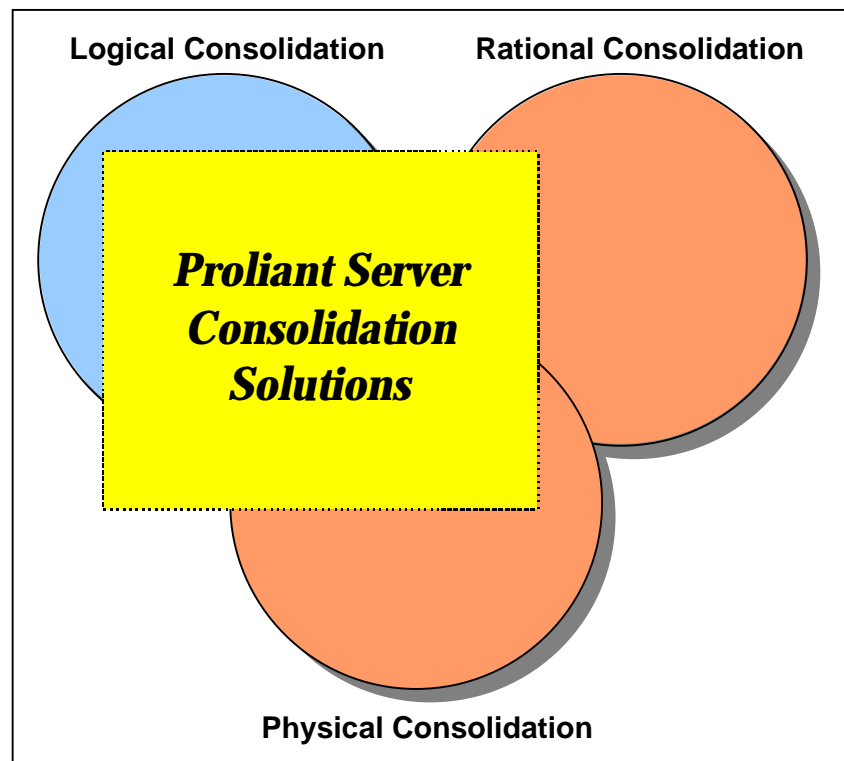 Logical Consolidation
Rational Consolidation
Proliant Server
Consolidation
Solutions
Physical Consolidation